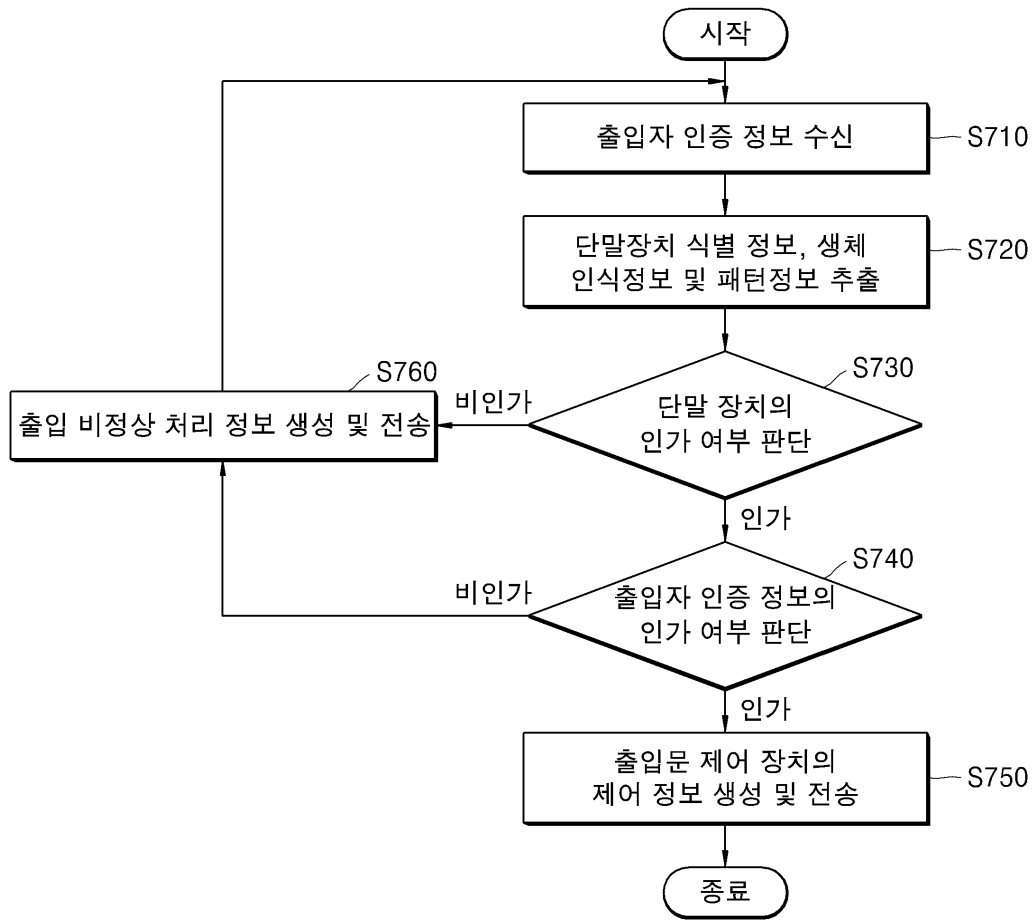 시작
출입자 인증 정보 수신
S710
단말장치 식별 정보, 생체
인식정보 및 패턴정보 추출
S720
S730
단말 장치의
인가 여부 판단
비인가
S760
출입 비정상 처리 정보 생성 및 전송
인가
S740
출입자 인증 정보의
인가 여부 판단
비인가
인가
출입문 제어 장치의
제어 정보 생성 및 전송
S750
종료